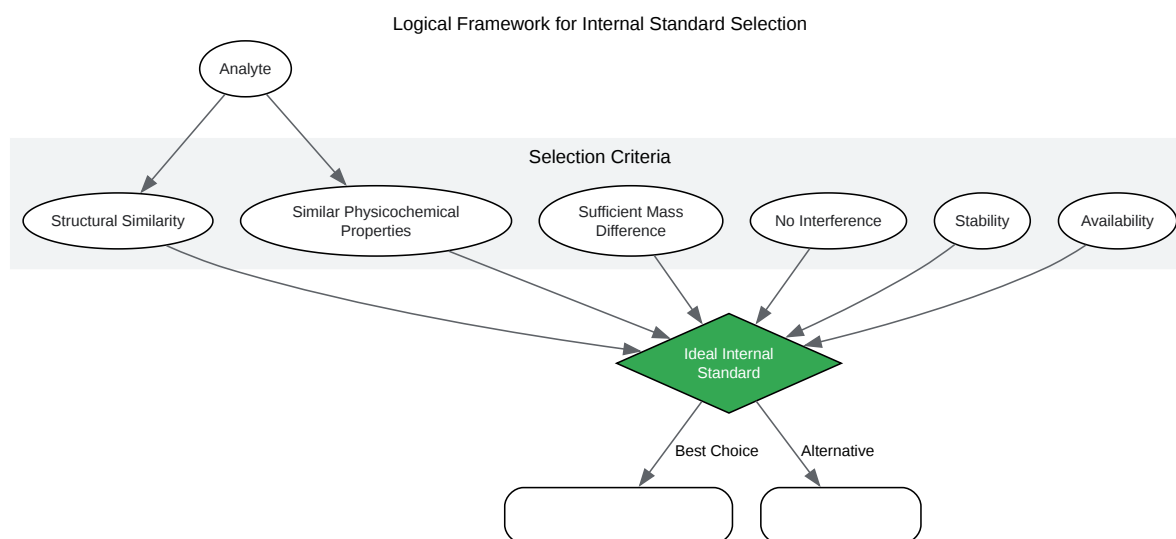 Logical Framework for Internal Standard Selection
Analyte
Selection Criteria
Structural Similarity
Similar Physicochemical
Properties
Sufficient Mass
Difference
No Interference
Stability
Availability
Ideal Internal
Standard
Best Choice
Alternative